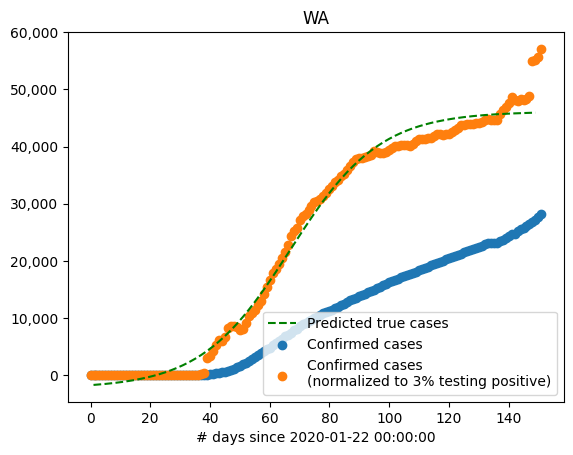 WA
60,000
50,000
40,000
30,000
20,000
10,000
0
0 20 40 60 80 100 120 140
# days since 2020-01-22 00:00:00
Predicted true cases
Confirmed cases
Confirmed cases
(normalized to 3% testing positive)